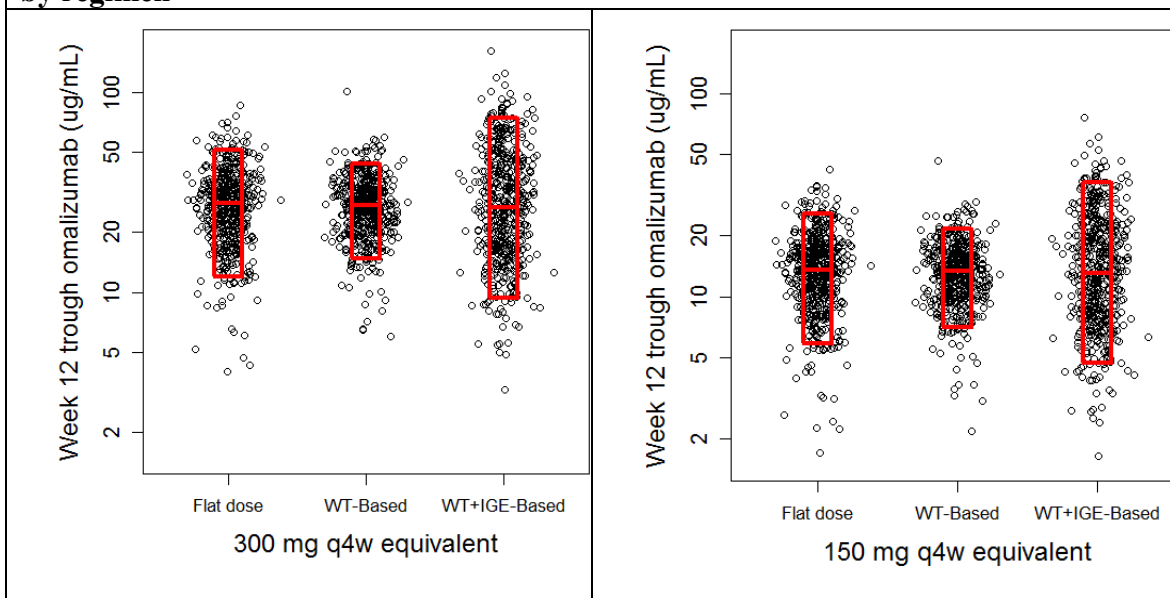 by regimen
Week 12 trough omalizumab (ug/mL)
100
50
20
10
5
2
Flat dose WT-Based WT+IGE-Based
300 mg q4w equivalent
Week 12 trough omalizumab (ug/mL)
100
50
20
10
5
2
Flat dose WT-Based WT+IGE-Based
150 mg q4w equivalent